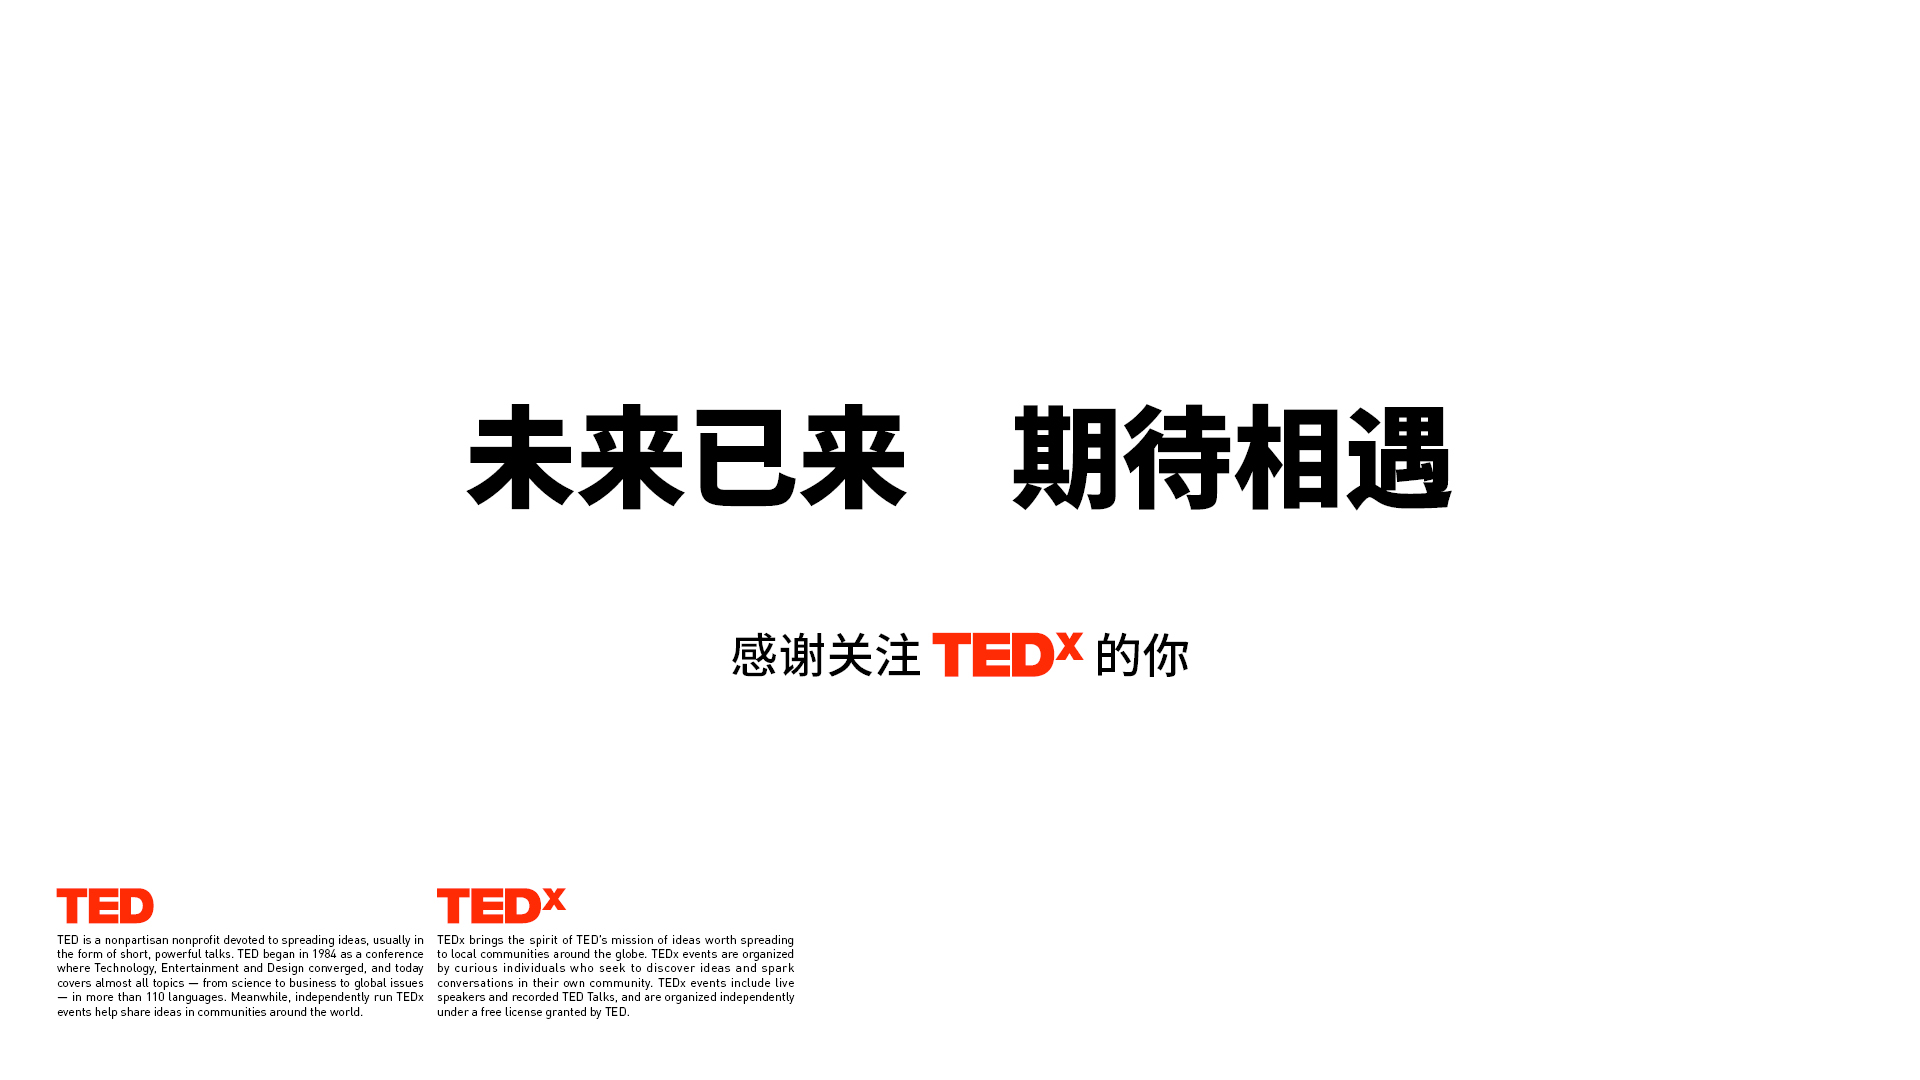 未来已来 期待相遇
感谢关注 TEDx 的你
TED
TED is a nonpartisan nonprofit devoted to spreading ideas, usually in
the form of short, powerful talks. TED began in 1984 as a conference
where Technology, Entertainment and Design converged, and today
covers almost all topics — from science to business to global issues
— in more than 110 languages. Meanwhile, independently run TEDx
events help share ideas in communities around the world.
TEDx
TEDx brings the spirit of TED's mission of ideas worth spreading
to local communities around the globe. TEDx events are organized
by curious individuals who seek to discover ideas and spark
conversations in their own community. TEDx events include live
speakers and recorded TED Talks, and are organized independently
under a free license granted by TED.